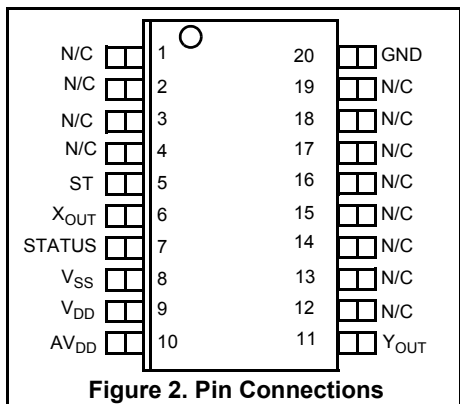 N/C 1 20 GND
N/C 2 19 N/C
N/C 3 18 N/C
N/C 4 17 N/C
ST 5 16 N/C
XOUT 6 15 N/C
STATUS 7 14 N/C
VSS 8 13 N/C
VDD 9 12 N/C
AVDD 10 11 YOUT
Figure 2. Pin Connections